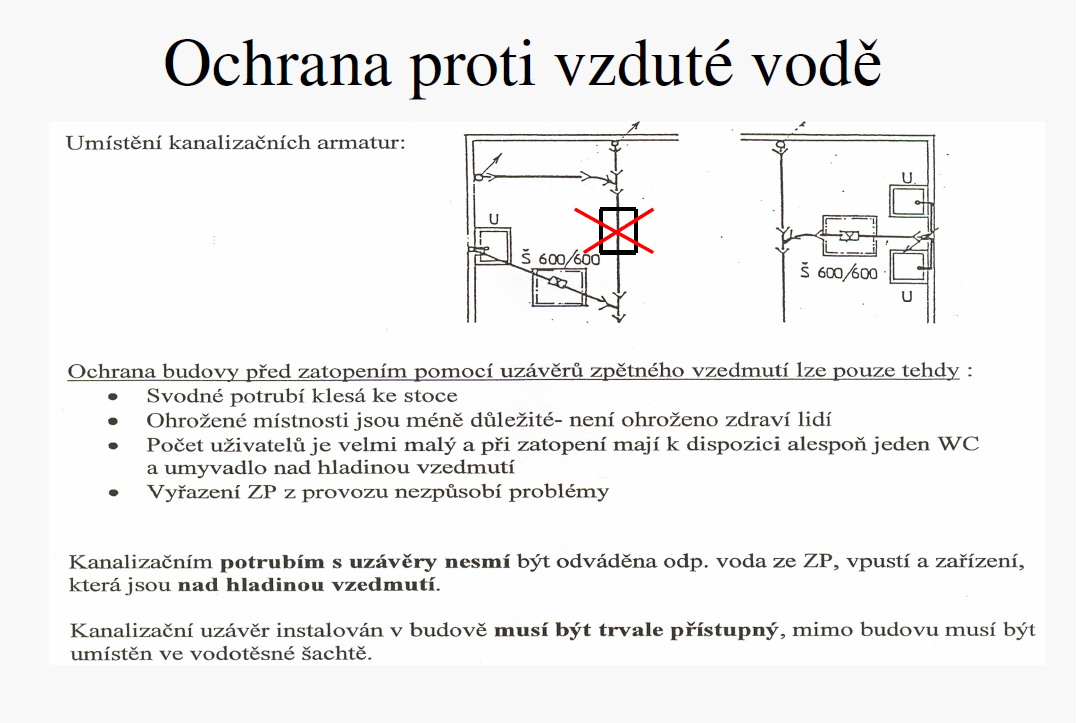 Ochrana proti vzduté vodě
Umístění kanalizačních armatur:
U
Š 600/600
U
Š 600/600
U
Ochrana budovy před zatopením pomocí uzávěrů zpětného vzedmutí lze pouze tehdy :
• Svodné potrubí klesá ke stoce
• Ohrožené místnosti jsou méně důležité- není ohroženo zdraví lidí
• Počet uživatelů je velmi malý a při zatopení mají k dispozici alespoň jeden WC
a umyvadlo nad hladinou vzedmutí
• Vyřazení ZP z provozu nezpůsobí problémy
Kanalizačním potrubím s uzávěry nesmí být odváděna odp. voda ze ZP, vpustí a zařízení,
která jsou nad hladinou vzedmutí.
Kanalizační uzávěr instalován v budově musí být trvale přístupný, mimo budovu musí být
umístěn ve vodotěsné šachtě.